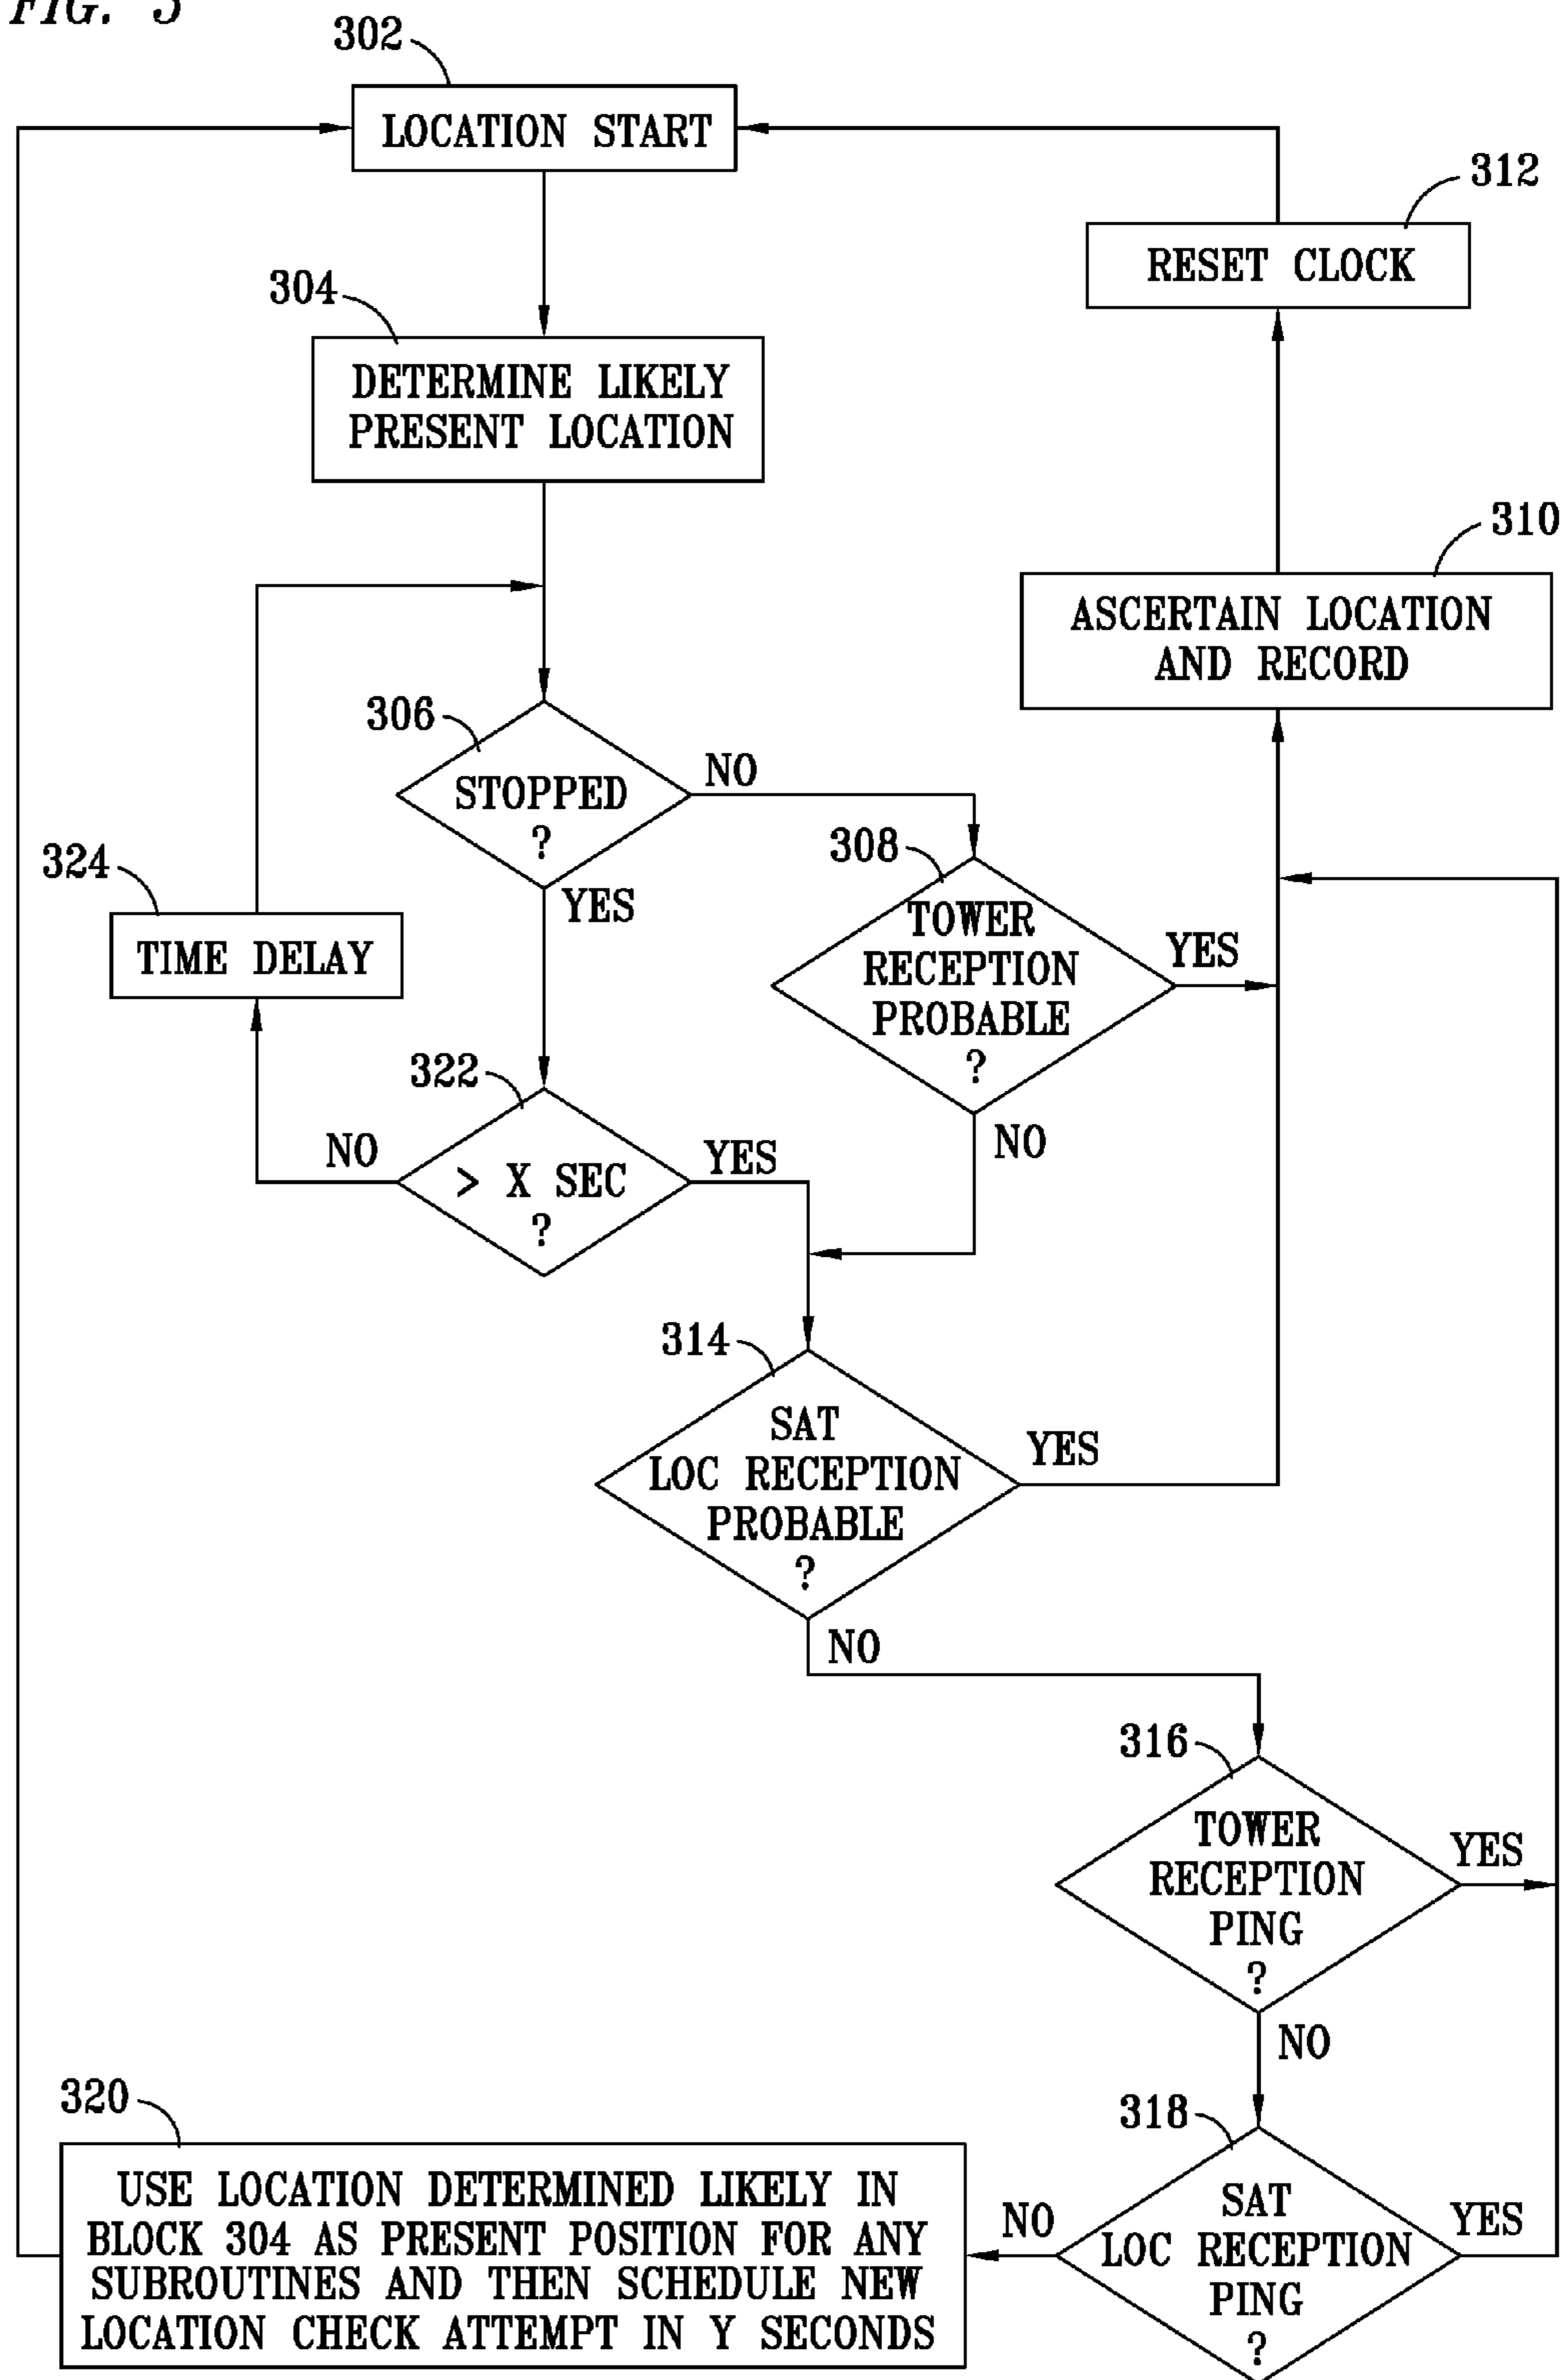 FIG. 3
302
LOCATION START
312
RESET CLOCK
304
DETERMINE LIKELY
PRESENT LOCATION
310
ASCERTAIN LOCATION
AND RECORD
306
STOPPED
?
NO
YES
308
TOWER
RECEPTION
PROBABLE
?
YES
NO
324
TIME DELAY
322
> X SEC
?
NO
YES
314
SAT
LOC RECEPTION
PROBABLE
?
YES
NO
316
TOWER
RECEPTION
PING
?
YES
NO
318
SAT
LOC RECEPTION
PING
?
YES
NO
320
USE LOCATION DETERMINED LIKELY IN
BLOCK 304 AS PRESENT POSITION FOR ANY
SUBROUTINES AND THEN SCHEDULE NEW
LOCATION CHECK ATTEMPT IN Y SECONDS